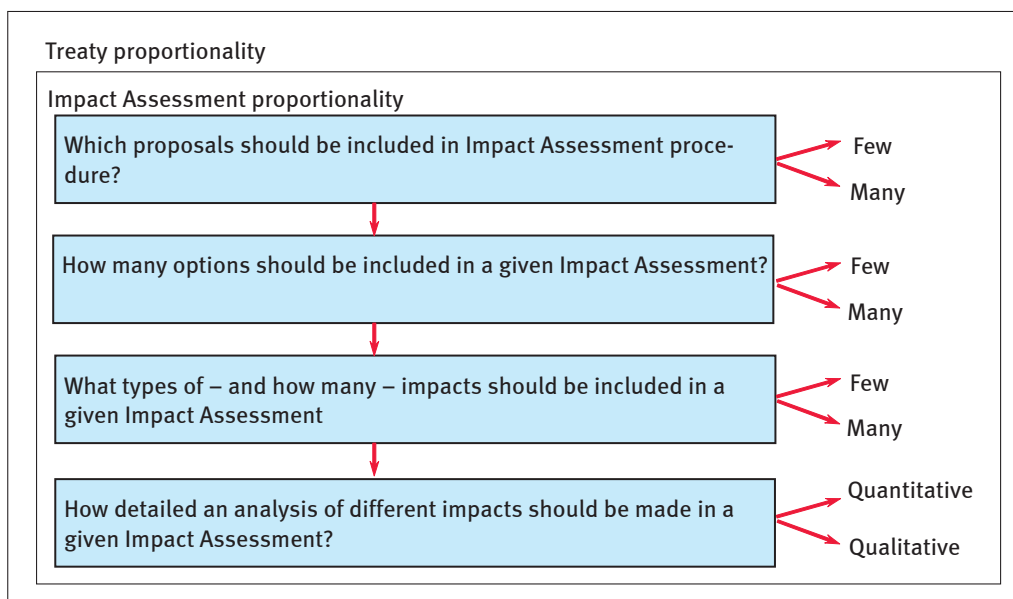 Treaty proportionality
Impact Assessment proportionality
Which proposals should be included in Impact Assessment proce-
dure?
Few
Many
How many options should be included in a given Impact Assessment?
Few
Many
What types of – and how many – impacts should be included in a
given Impact Assessment
Few
Many
How detailed an analysis of different impacts should be made in a
given Impact Assessment?
Quantitative
Qualitative